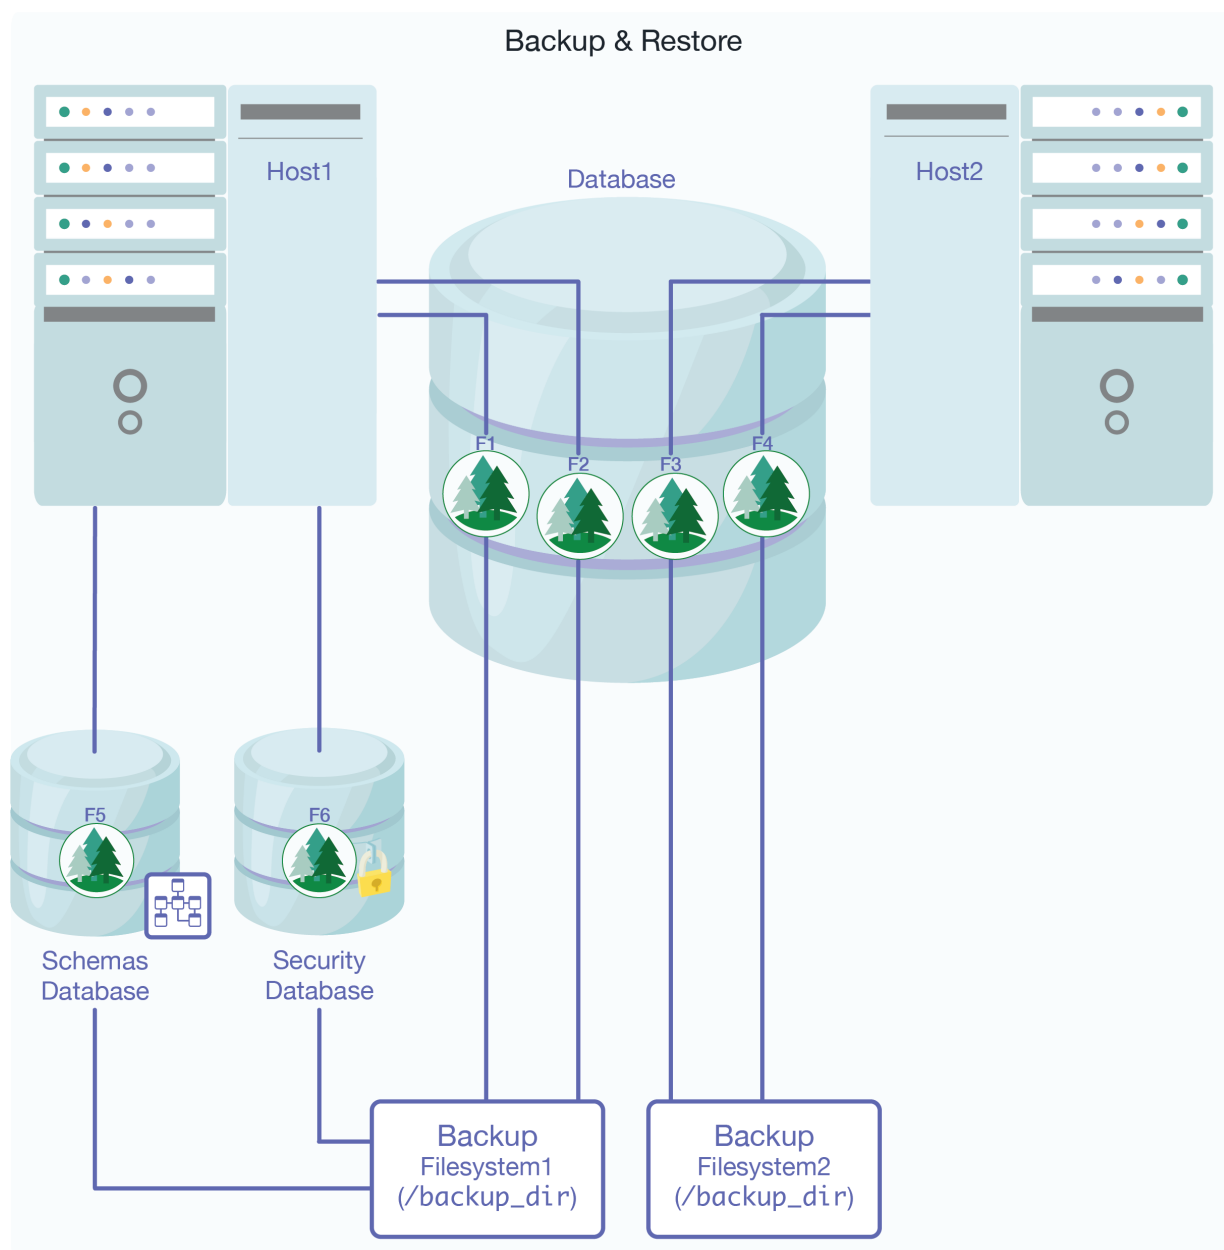 Backup & Restore
Host1
Database
Host2
F1
F2
F3
F4
F5
F6
Schemas
Database
Security
Database
Backup
Filesystem1
(/backup_dir)
Backup
Filesystem2
(/backup_dir)